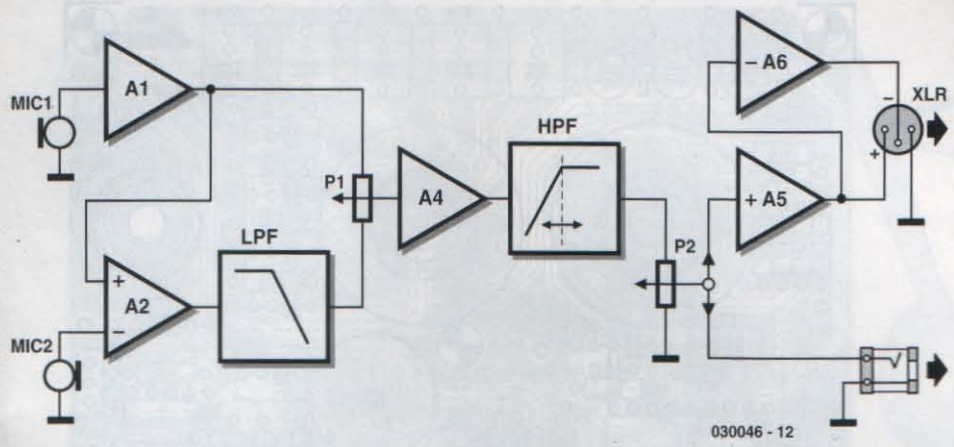 A1
MIC1
A2
+
−
MIC2
LPF
P1
A4
HPF
P2
− A6
+ A5
−
+
XLR
030046 - 12